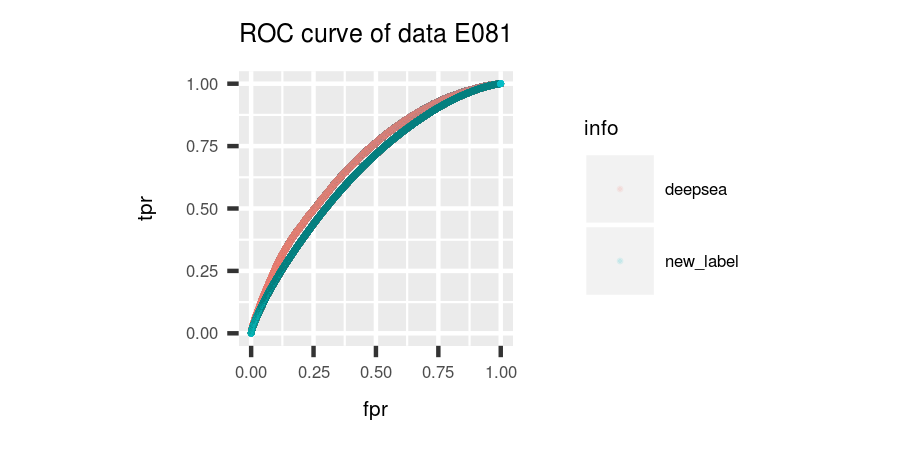 ROC curve of data E081
tpr
1.00
0.75
0.50
0.25
0.00
0.00 0.25 0.50 0.75 1.00
fpr
info
deepsea
new_label